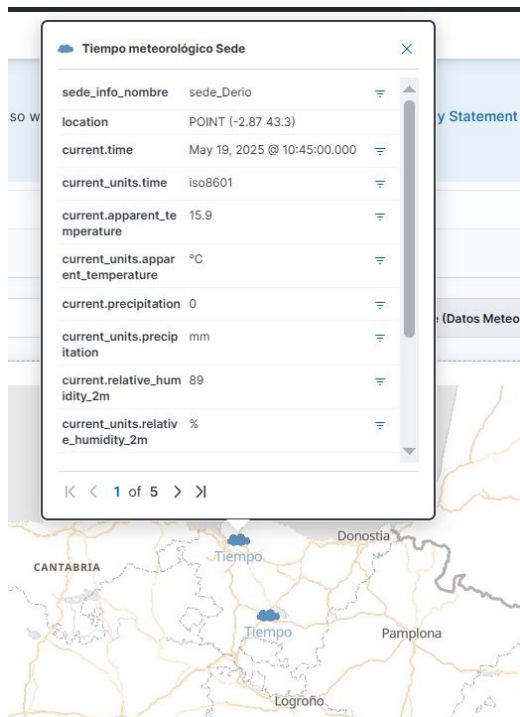 Tiempo meteorológico Sede
sede_info_nombre sede_Derio
location POINT (-2.87 43.3)
so w
y Statement
current.time May 19, 2025 @ 10:45:00.000
current_units.time iso8601
current.apparent_te 15.9
mperature
current_units.appar °C
ent_temperature
current.precipitation 0
(Datos Meteo
current_units.precip mm
itation
current.relative_hum 89
idity_2m
current_units.relativ %
e_humidity_2m
1 of 5
Donostia
Tiempo
CANTABRIA
Tiempo
Pamplona
Logroño